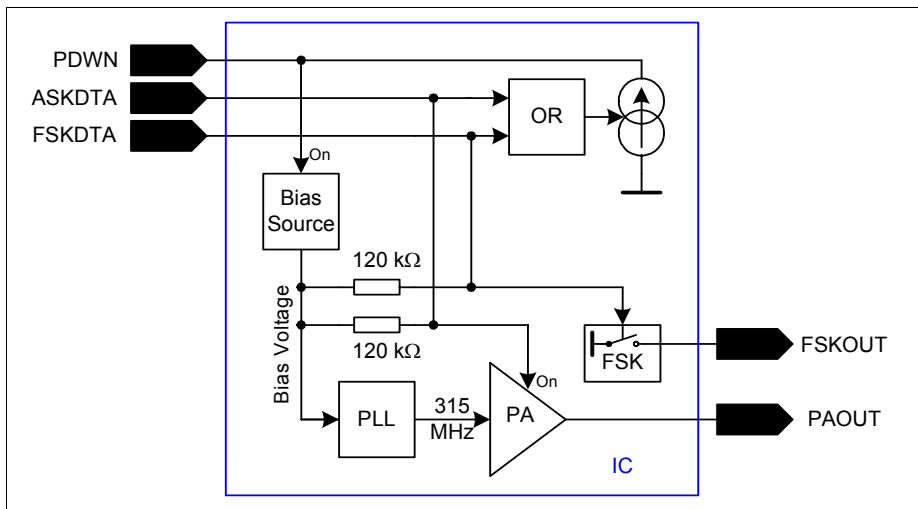 PDWN
ASKDTA
FSKDTA
On
OR
Bias
Source
120 kΩ
120 kΩ
Bias Voltage
FSK
FSKOUT
On
PLL
315
MHz
PA
PAOUT
IC